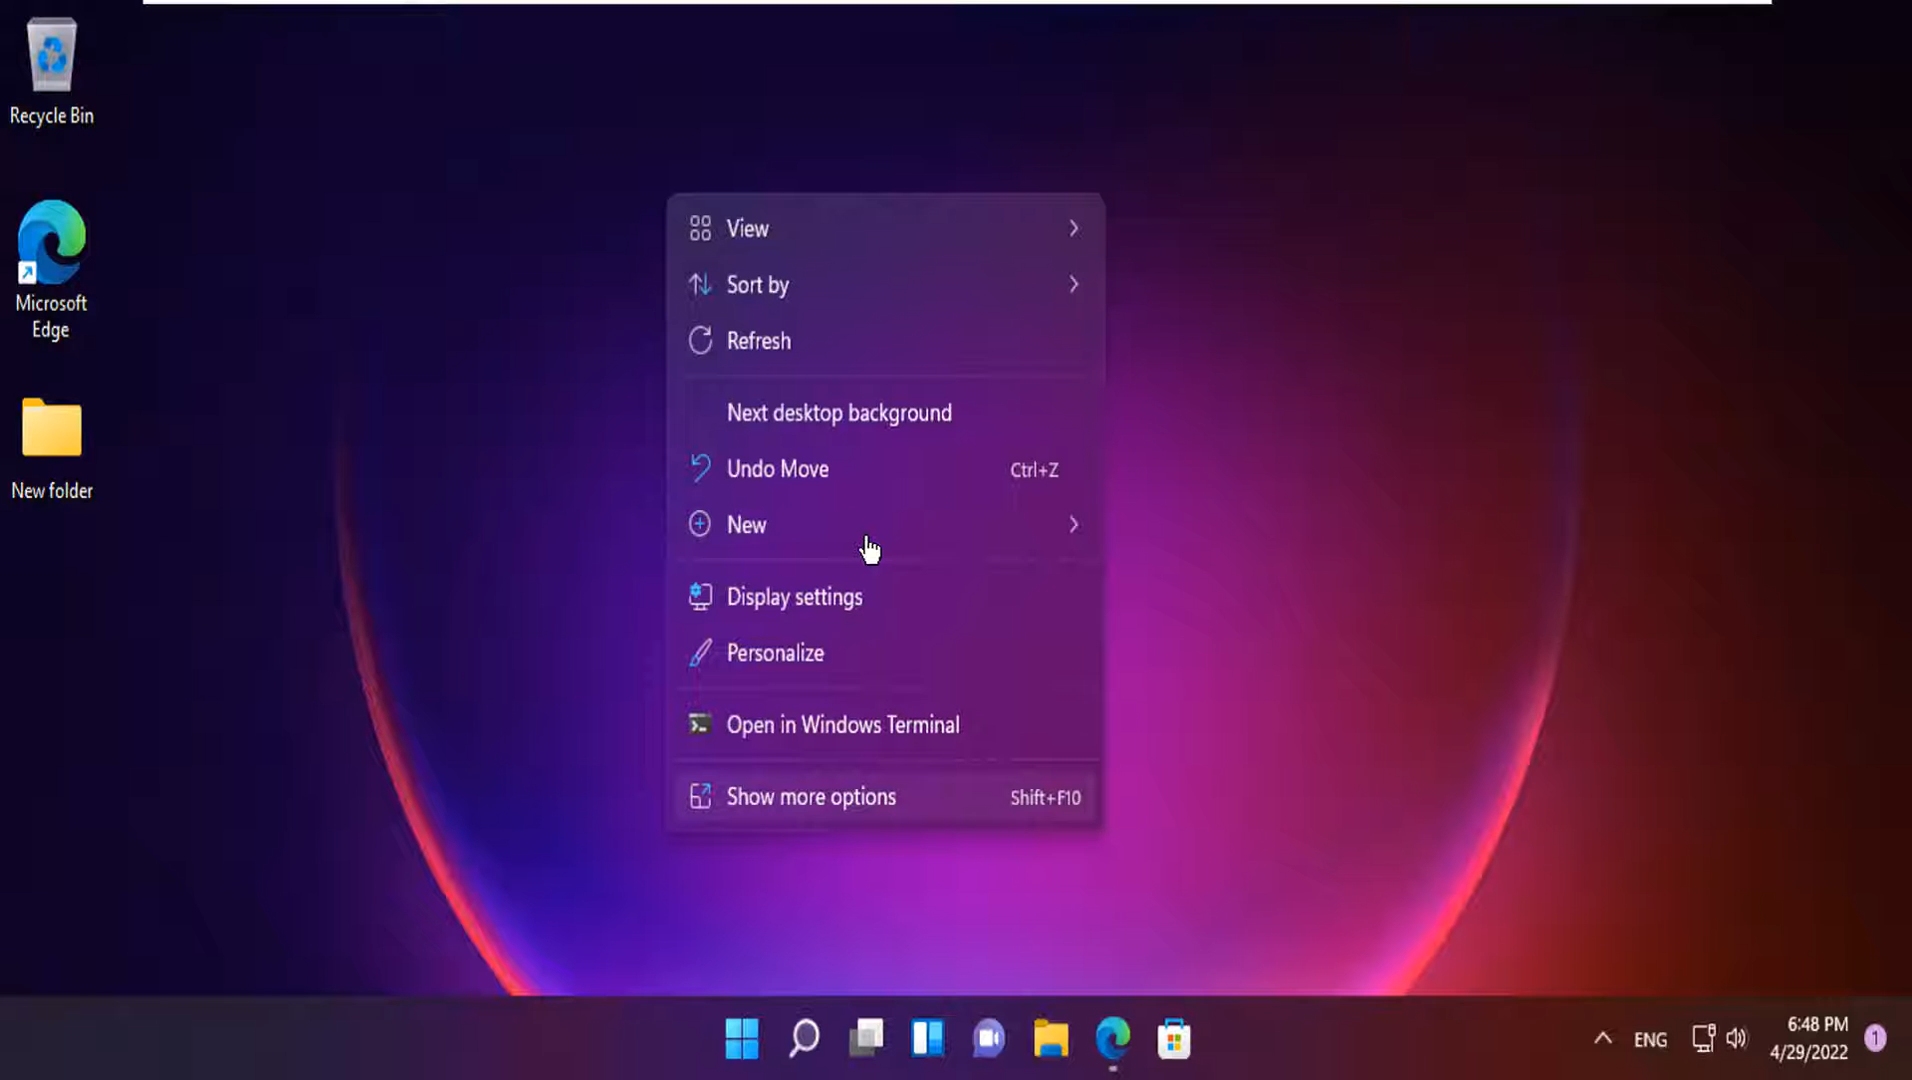 Recycle Bin
Microsoft
Edge
New folder
View
Sort by
Refresh
Next desktop background
Undo Move Ctrl+Z
New
Display settings
Personalize
Open in Windows Terminal
Show more options Shift+F10
ENG
6:48 PM
4/29/2022
1